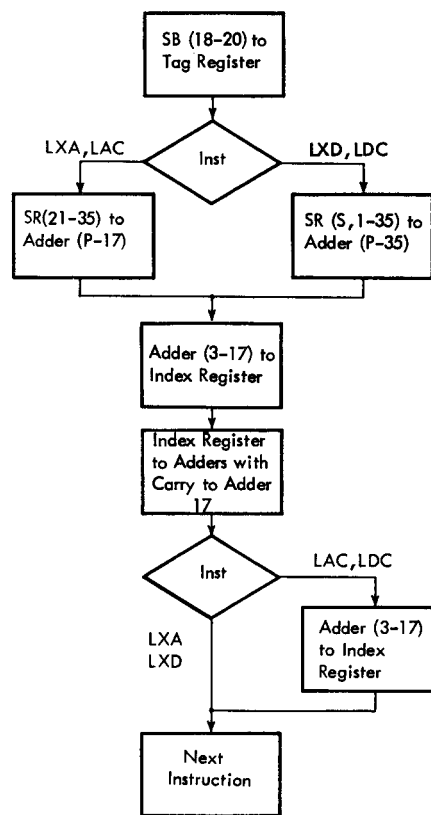 SB (18-20) to
Tag Register
Inst
LXA, LAC
LXD, LDC
SR(21-35) to
Adder (P-17)
SR (S, 1-35) to
Adder (P-35)
Adder (3-17) to
Index Register
Index Register
to Adders with
Carry to Adder
17
Inst
LAC, LDC
LXA
LXD
Adder (3-17)
to Index
Register
Next
Instruction